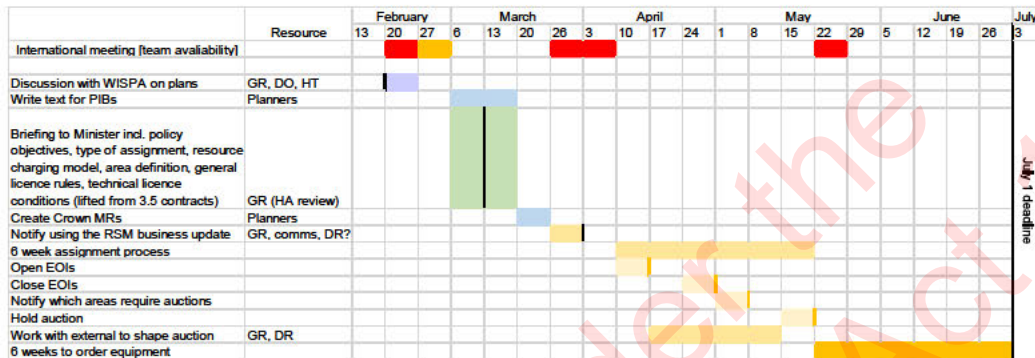 February March April May June July
Resource 13 20 27 6 13 20 26 3 10 17 24 1 8 15 22 29 5 12 19 26 3
International meeting [team avaliability]
Discussion with WISPA on plans GR, DO, HT
Write text for PIBs Planners
Briefing to Minister incl. policy
objectives, type of assignment, resource
charging model, area definition, general
licence rules, technical licence
conditions (lifted from 3.5 contracts) GR (HA review)
Create Crown MRs Planners
Notify using the RSM business update GR, comms, DR?
6 week assignment process
Open EOIs
Close EOIs
Notify which areas require auctions
Hold auction
Work with external to shape auction GR, DR
6 weeks to order equipment
July 1 deadline
der the
Act